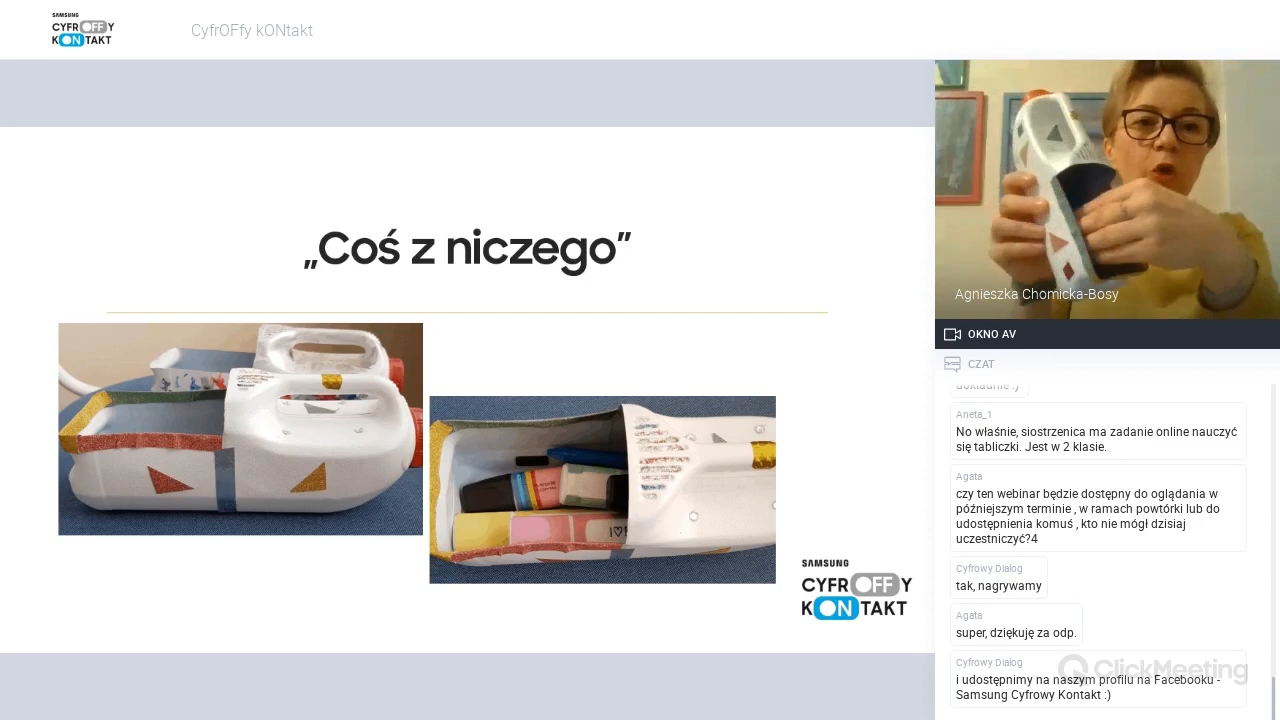 SAMSUNG
CYFROFFY
KONTAKT
CyfrOFfy kONtakt
„Coś z niczego”
SAMSUNG
CYFROFFY
KONTAKT
Agnieszka Chomicka-Bosy
OKNO AV
CZAT
dokładnie :)
Aneta_1
No właśnie, siostrzenica na zadanie online nauczyć
się tabliczki. Jest w 2 klasie.
Agata
czy ten webinar będzie dostępny do oglądania w
późniejszym terminie , w ramach powtórki lub do
udostępnienia komuś , kto nie mógł dzisiaj
uczestniczyć?4
Cyfrowy Dialog
tak, nagrywamy
Agata
super, dziękuję za odp.
Cyfrowy Dialog
i udostępnimy na naszym profilu na Facebooku -
Samsung Cyfrowy Kontakt :)
ClickMeeting